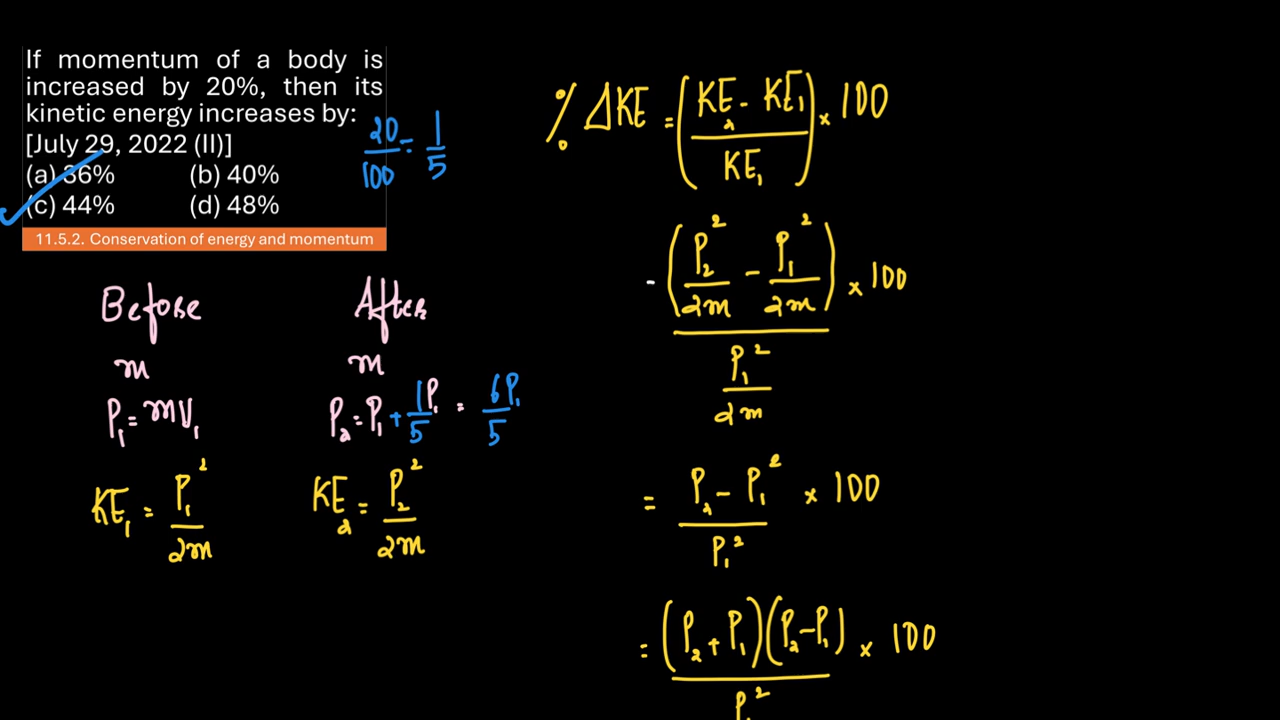 If momentum of a body is
increased by 20%, then its
kinetic energy increases by:
[July 29, 2022 (II)]
(a) 36% (b) 40%
(c) 44% (d) 48%
11.5.2. Conservation of energy and momentum
20/100 = 1/5
Before After
m m
P₁ = mV₁ P₂ = P₁ + 1P₁/5 = 6P₁/5
KE₁ = P₁²/2m KE₂ = P₂²/2m
% ΔKE = ((KE₂ - KE₁)/KE₁) × 100
- (P₂²/2m - P₁²/2m)/(P₁²/2m) × 100
= (P₂ - P₁²)/P₁² × 100
= (P₂ + P₁)(P₂ - P₁)/P₁² × 100